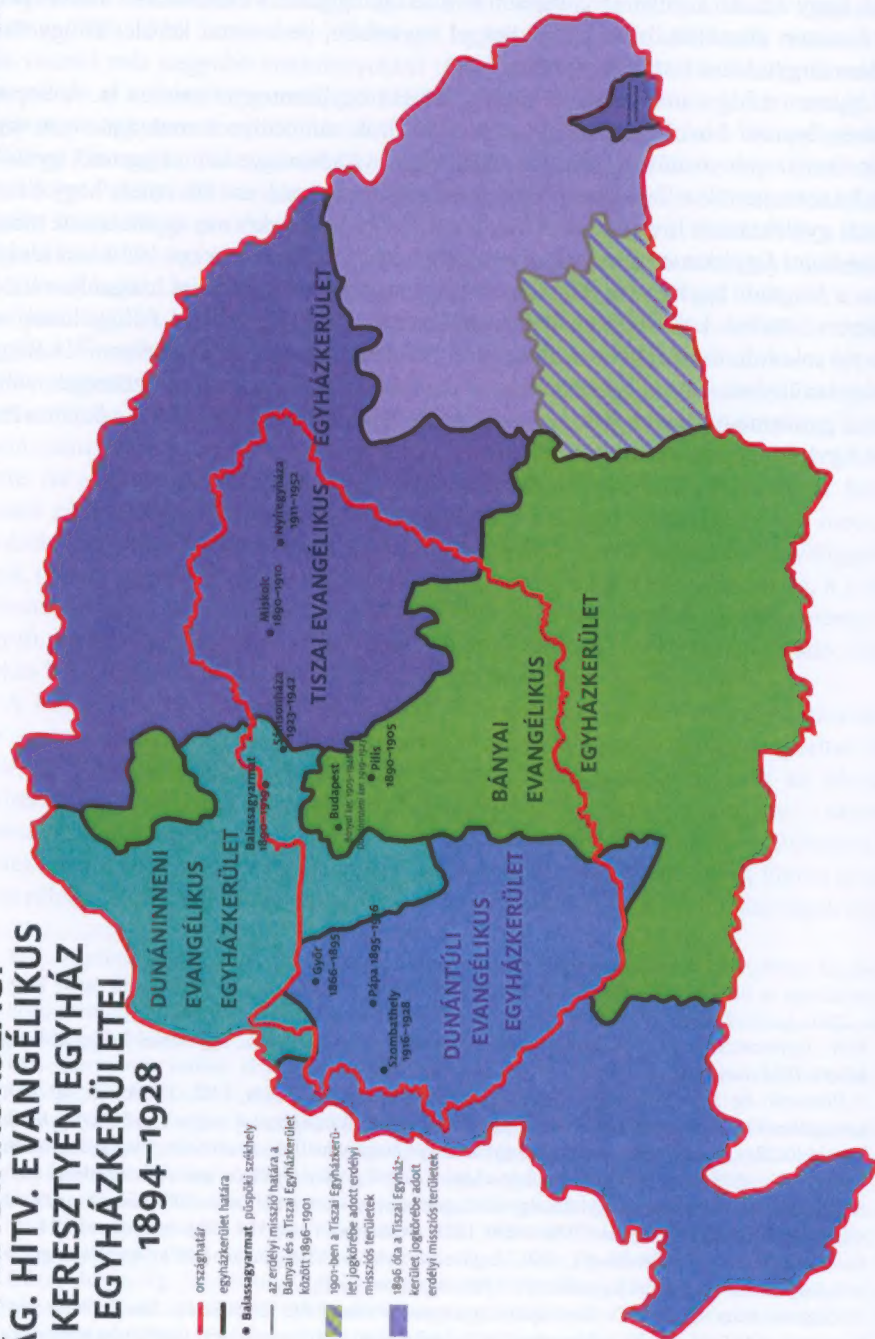 ÁG. HITV. EVANGÉLIKUS
KERESZTYÉN EGYHÁZ
EGYHÁZKERÜLETEI
1894–1928
országhatár
egyházkerület határa
Balassagyarmat püspöki székhely
az erdélyi misszió határa a
Bányai és a Tiszai Egyházkerület
között 1896–1901
1901-ben a Tiszai Egyházkerü-
let jogkörébe adott erdélyi
missziós területek
1896 óta a Tiszai Egyház-
kerület jogkörébe adott
erdélyi missziós területek
DUNÁNINNENI
EVANGÉLIKUS
EGYHÁZKERÜLET
Balassagyarmat
Sámsonháza
1923–1942
Miskolc
1890–1910
Nyíregyháza
1911–1952
TISZAI EVANGÉLIKUS EGYHÁZKERÜLET
Győr
1866–1895
Pápa 1895–1916
Szombathely
1916–1928
Budapest
Pilis
1890–1905
DUNÁNTÚLI
EVANGÉLIKUS
EGYHÁZKERÜLET
BÁNYAI
EVANGÉLIKUS
EGYHÁZKERÜLET